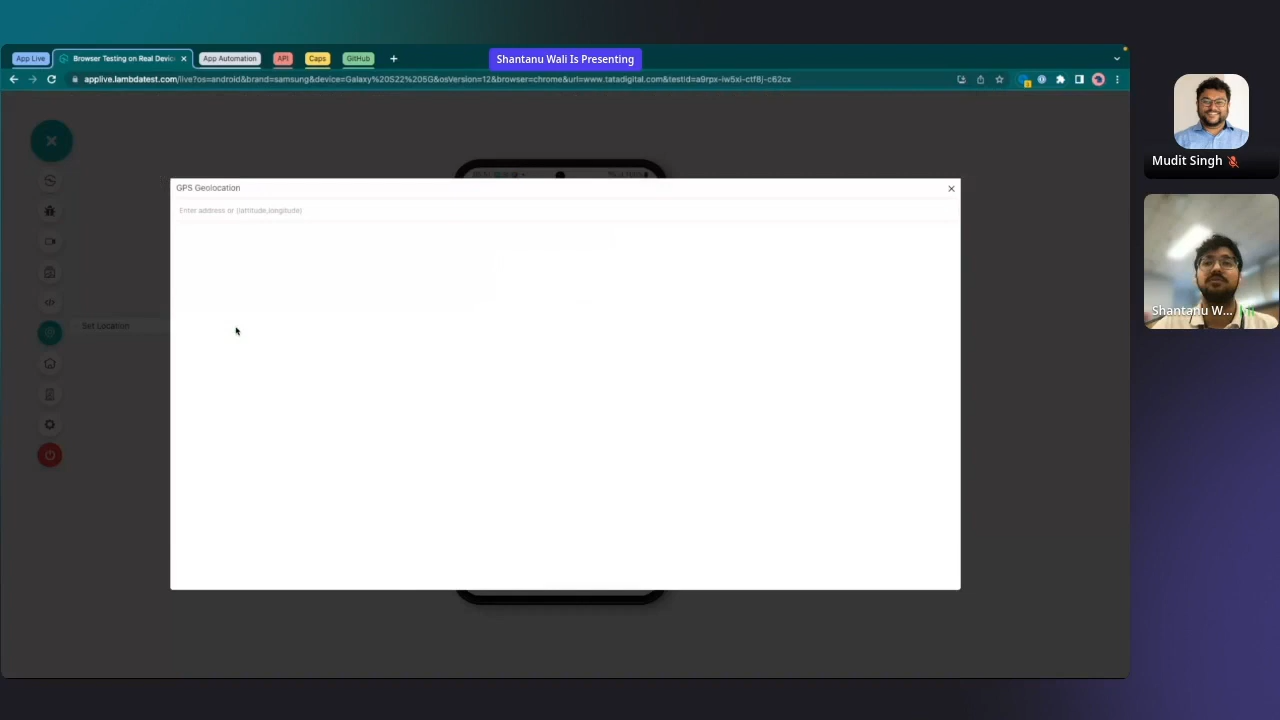 Shantanu Wali Is Presenting
App Live
Browser Testing on Real Devic
App Automation
API
Caps
GitHub
applive.lambdatest.com/live?os=android&brand=samsung&device=Galaxy%20S22%205G&osVersion=12&browser=chrome&url=www.tatadigital.com&testId=a9rpx-iw5xi-ctf8j-c62cx
GPS Geolocation
Enter address or (lattitude,longitude)
Set Location
Mudit Singh
Shantanu W...